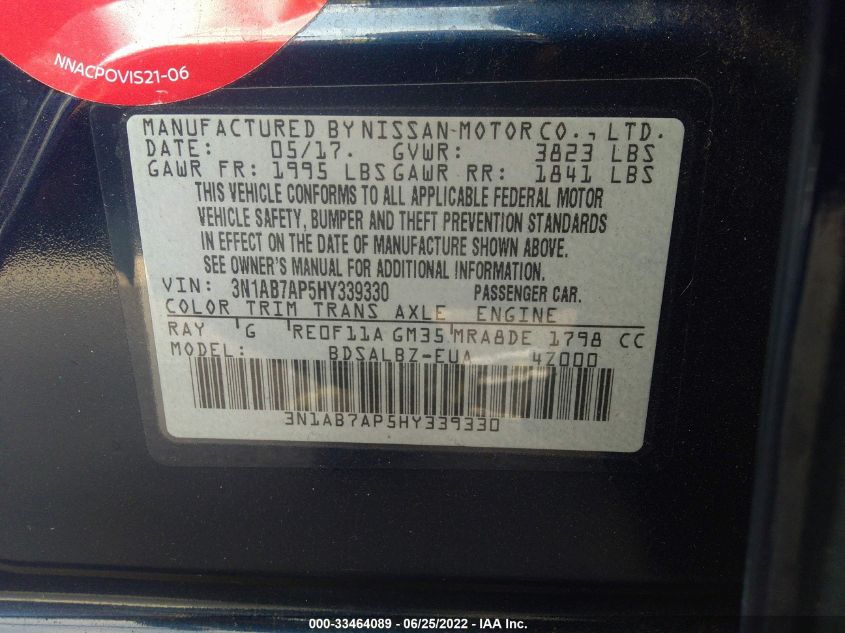 NNACPOVIS21-06
MANUFACTURED BY NISSAN-MOTOR CO., LTD.
DATE: 05/17. GVWR: 3823 LBS
GAWR FR: 1995 LBS GAWR RR: 1841 LBS
THIS VEHICLE CONFORMS TO ALL APPLICABLE FEDERAL MOTOR
VEHICLE SAFETY, BUMPER AND THEFT PREVENTION STANDARDS
IN EFFECT ON THE DATE OF MANUFACTURE SHOWN ABOVE.
SEE OWNER'S MANUAL FOR ADDITIONAL INFORMATION.
VIN: 3N1AB7AP5HY339330 PASSENGER CAR.
COLOR TRIM TRANS AXLE ENGINE
RAY G RE0F11A GM35 MRA8DE 1798 CC
MODEL: BDSALBZ-EUA 4Z000
3N1AB7AP5HY339330
000-33464089 - 06/25/2022 - IAA Inc.